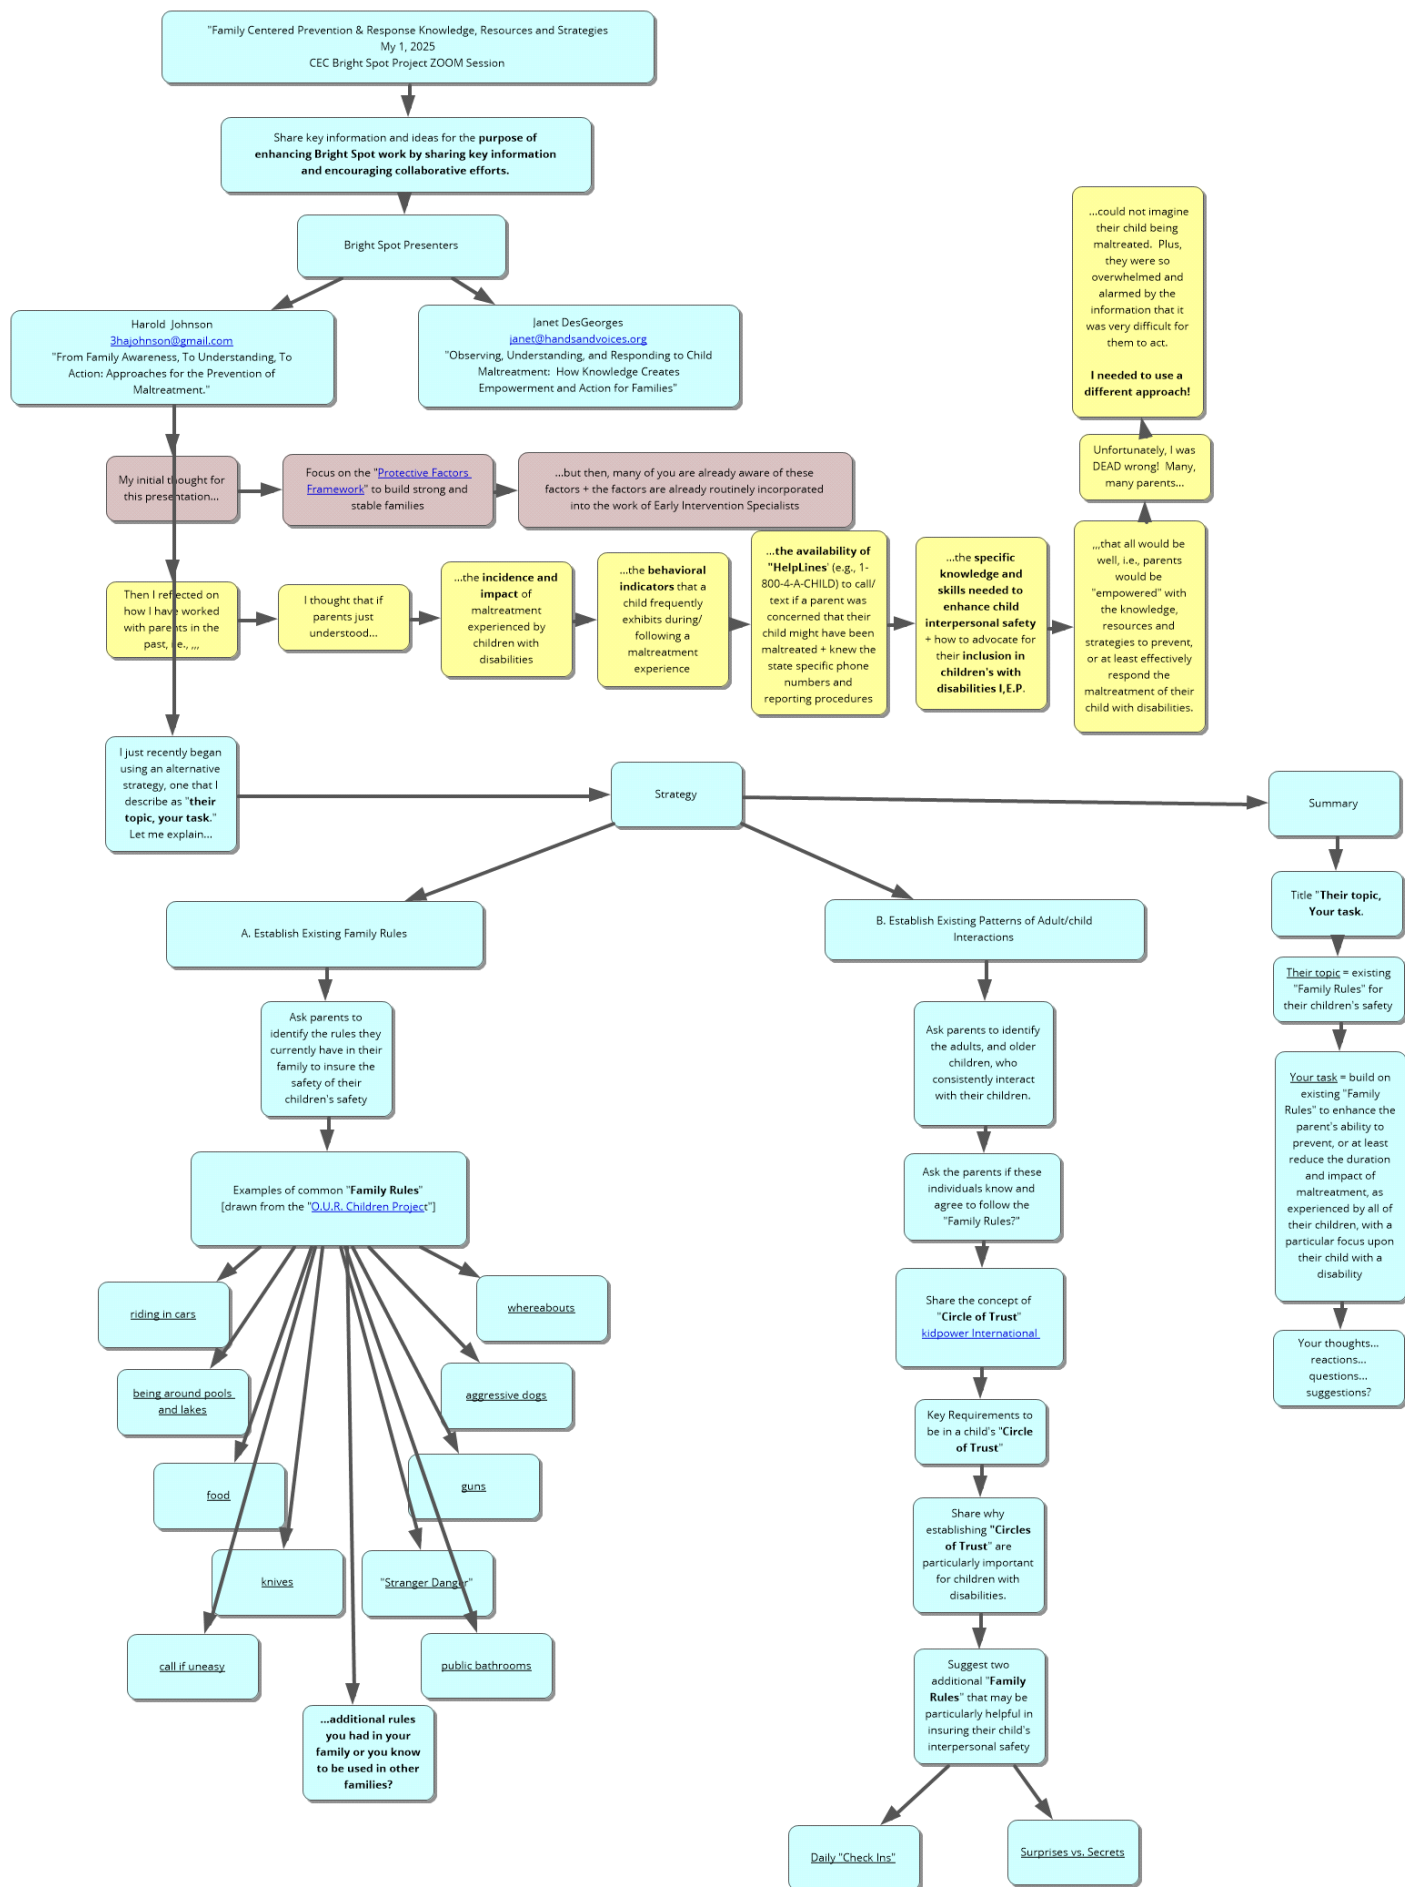 "Family Centered Prevention & Response Knowledge, Resources and Strategies
My 1, 2025
CEC Bright Spot Project ZOOM Session
Share key information and ideas for the purpose of
enhancing Bright Spot work by sharing key information
and encouraging collaborative efforts.
Bright Spot Presenters
Harold  Johnson
3hajohnson@gmail.com
"From Family Awareness, To Understanding, To
Action: Approaches for the Prevention of
Maltreatment."
Janet DesGeorges
janet@handsandvoices.org
"Observing, Understanding, and Responding to Child
Maltreatment:  How Knowledge Creates
Empowerment and Action for Families"
My initial thought for
this presentation...
Focus on the "Protective Factors
Framework" to build strong and
stable families
...but then, many of you are already aware of these
factors + the factors are already routinely incorporated
into the work of Early Intervention Specialists
Then I reflected on
how I have worked
with parents in the
past, i.e., ,,,
I thought that if
parents just
understood...
...the incidence and
impact of
maltreatment
experienced by
children with
disabilities
...the behavioral
indicators that a
child frequently
exhibits during/
following a
maltreatment
experience
...the availability of
"HelpLines' (e.g., 1-
800-4-A-CHILD) to call/
text if a parent was
concerned that their
child might have been
maltreated + knew the
state specific phone
numbers and
reporting procedures
...the specific
knowledge and
skills needed to
enhance child
interpersonal safety
+ how to advocate for
their inclusion in
children's with
disabilities I,E.P.
,,,that all would be
well, i.e., parents
would be
"empowered" with
the knowledge,
resources and
strategies to prevent,
or at least effectively
respond the
maltreatment of their
child with disabilities.
Unfortunately, I was
DEAD wrong!  Many,
many parents...
...could not imagine
their child being
maltreated.  Plus,
they were so
overwhelmed and
alarmed by the
information that it
was very difficult for
them to act.
I needed to use a
different approach!
I just recently began
using an alternative
strategy, one that I
describe as "their
topic, your task."
Let me explain...
Strategy
Summary
A. Establish Existing Family Rules
Ask parents to
identify the rules they
currently have in their
family to insure the
safety of their
children's safety
Examples of common "Family Rules"
[drawn from the "O.U.R. Children Project"]
riding in cars
being around pools
and lakes
food
knives
call if uneasy
...additional rules
you had in your
family or you know
to be used in other
families?
public bathrooms
"Stranger Danger"
guns
aggressive dogs
whereabouts
B. Establish Existing Patterns of Adult/child
Interactions
Ask parents to identify
the adults, and older
children, who
consistently interact
with their children.
Ask the parents if these
individuals know and
agree to follow the
"Family Rules?"
Share the concept of
"Circle of Trust"
kidpower International
Key Requirements to
be in a child's "Circle
of Trust"
Share why
establishing "Circles
of Trust" are
particularly important
for children with
disabilities.
Suggest two
additional "Family
Rules" that may be
particularly helpful in
insuring their child's
interpersonal safety
Daily "Check Ins"
Surprises vs. Secrets
Title "Their topic,
Your task.
Their topic = existing
"Family Rules" for
their children's safety
Your task = build on
existing "Family
Rules" to enhance the
parent's ability to
prevent, or at least
reduce the duration
and impact of
maltreatment, as
experienced by all of
their children, with a
particular focus upon
their child with a
disability
Your thoughts...
reactions...
questions...
suggestions?